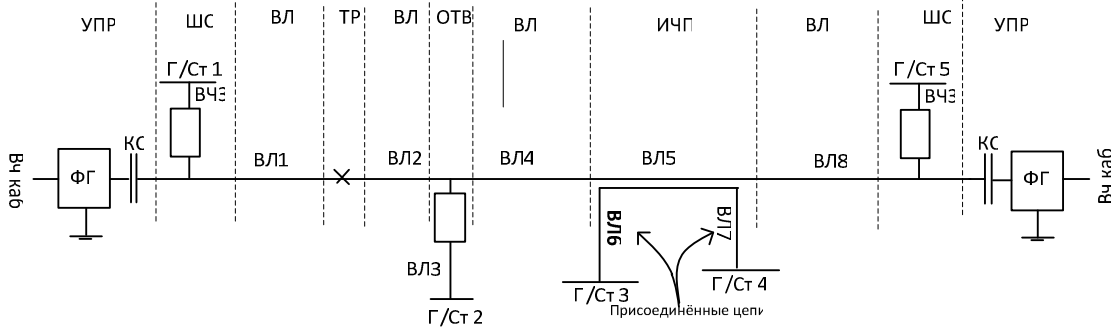 УПР ШС ВЛ ТР ВЛ ОТВ ВЛ ИЧП ВЛ ШС УПР
Г/Ст 1 Г/Ст 5
ВЧЗ ВЧЗ
КС КС
Вч каб ФГ ВЛ1 ВЛ2 ВЛ4 ВЛ5 ВЛ8 ФГ Вч каб
ВЛ6 ВЛ7
ВЛ3
Г/Ст 2 Г/Ст 3 Г/Ст 4
Присоединённые цепи